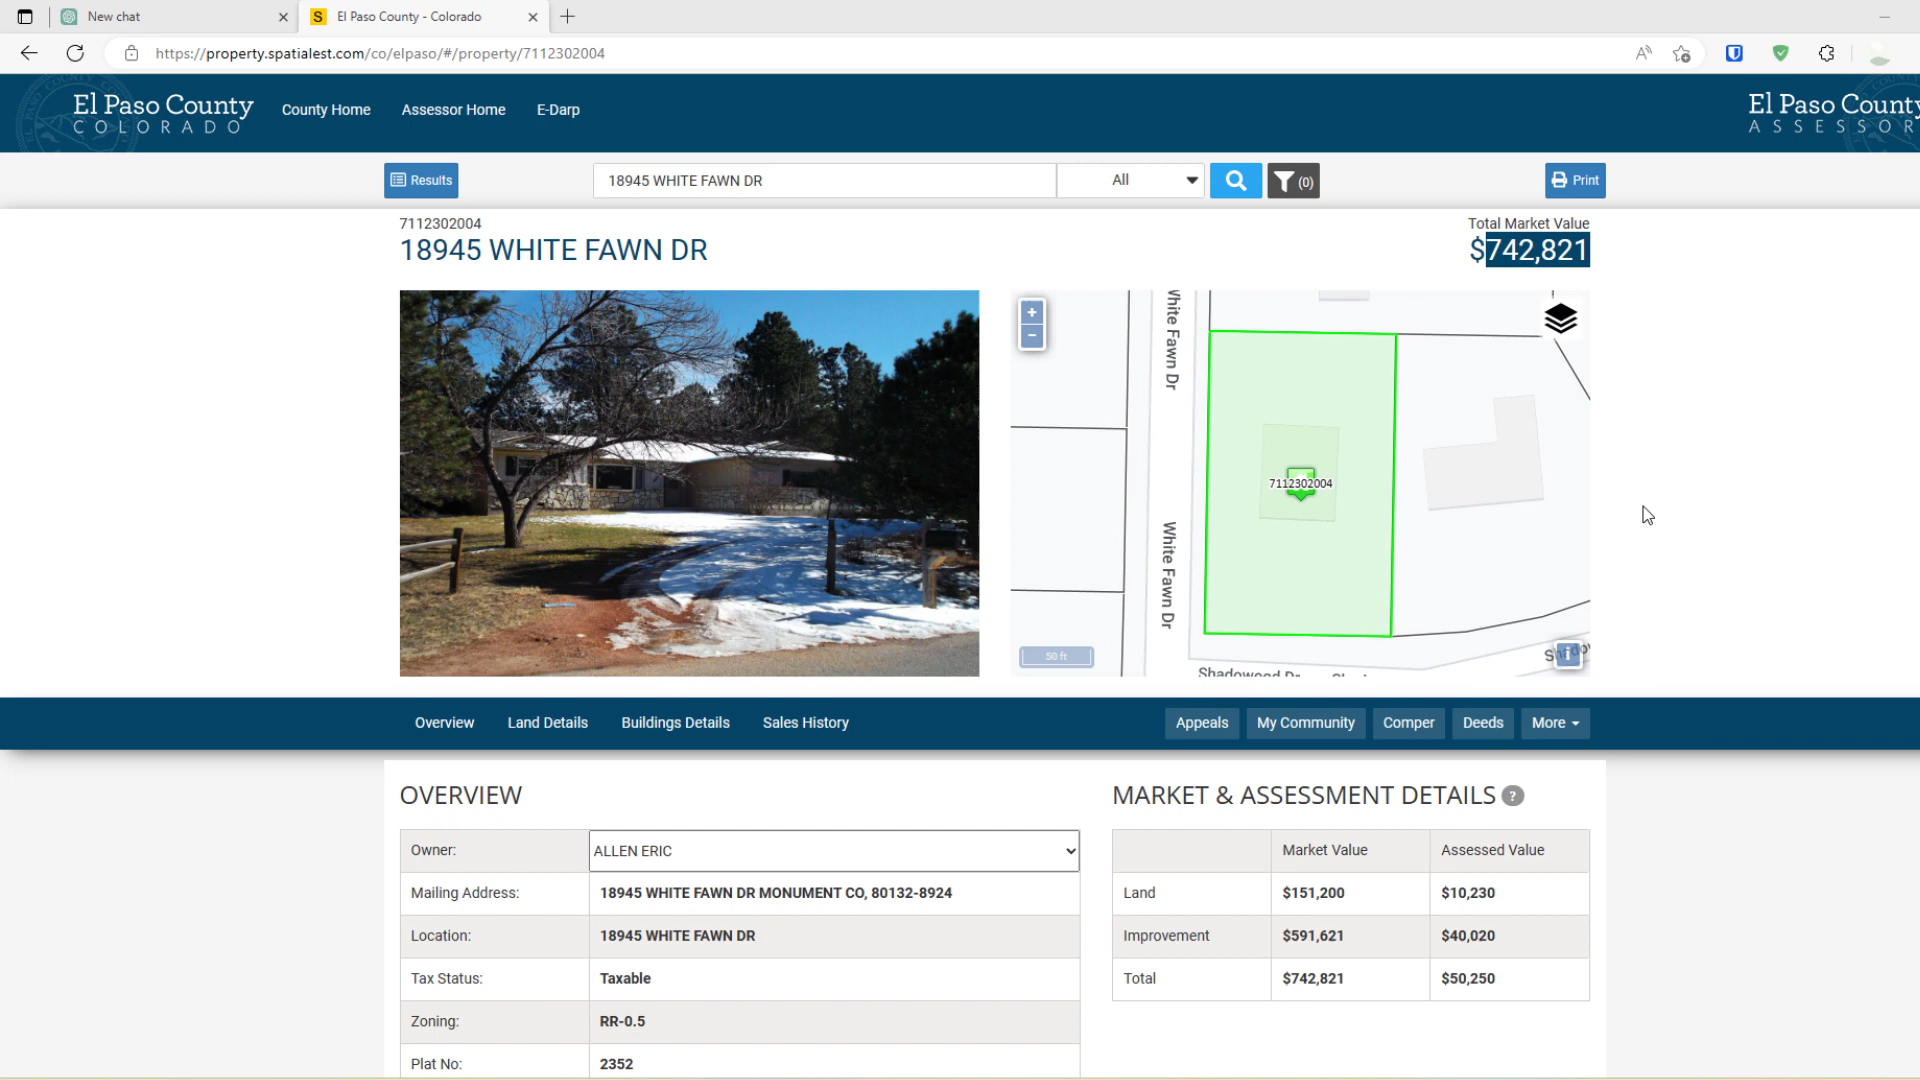 New chat
El Paso County - Colorado
https://property.spatialest.com/co/elpaso/#/property/7112302004
El Paso County
COLORADO
County Home
Assessor Home
E-Darp
El Paso County
ASSESSOR
Results
18945 WHITE FAWN DR
All
(0)
Print
7112302004
18945 WHITE FAWN DR
Total Market Value
$742,821
+
−
White Fawn Dr
7112302004
White Fawn Dr
50 ft
i
Overview
Land Details
Buildings Details
Sales History
Appeals
My Community
Comper
Deeds
More
OVERVIEW
Owner:
ALLEN ERIC
Mailing Address:
18945 WHITE FAWN DR MONUMENT CO, 80132-8924
Location:
18945 WHITE FAWN DR
Tax Status:
Taxable
Zoning:
RR-0.5
Plat No:
2352
MARKET & ASSESSMENT DETAILS ?
Market Value
Assessed Value
Land
$151,200
$10,230
Improvement
$591,621
$40,020
Total
$742,821
$50,250